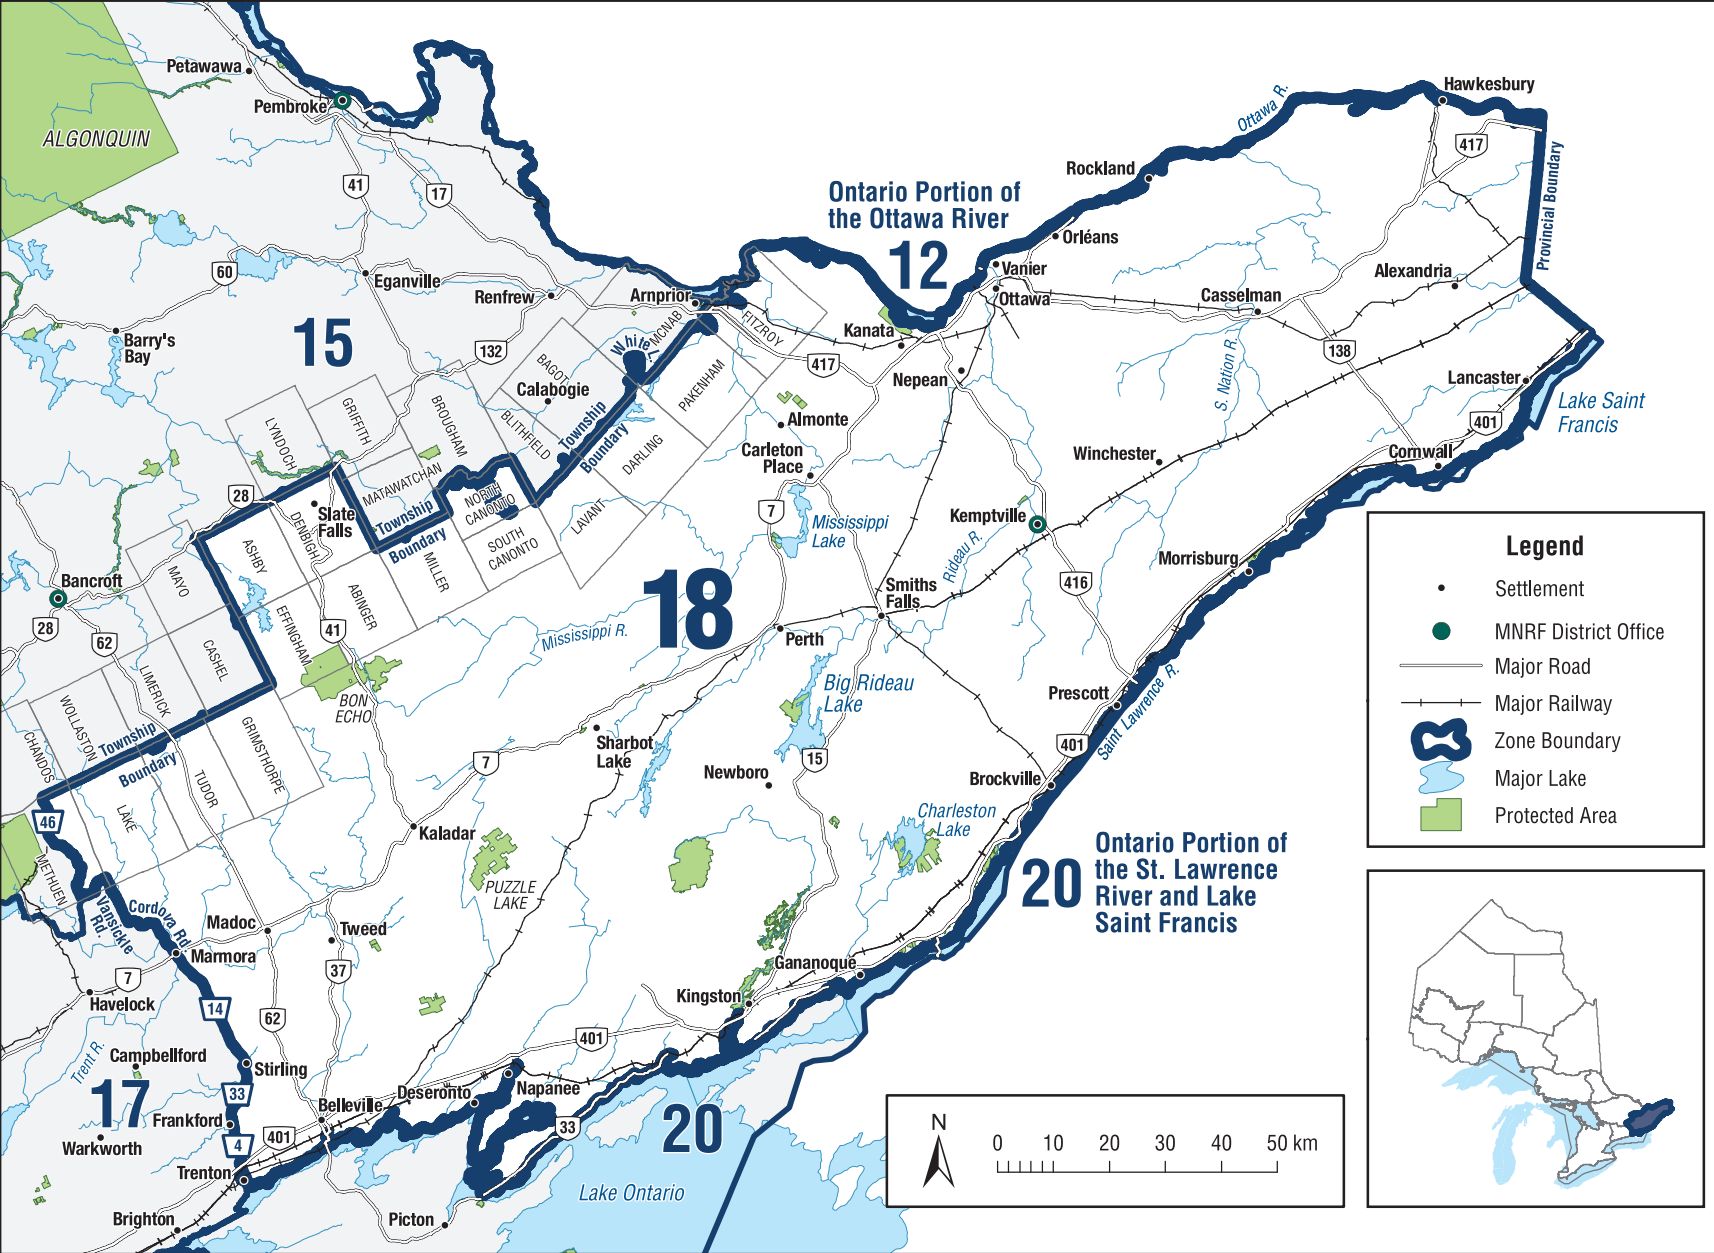 Petawawa
Pembroke
ALGONQUIN
41
17
60
Eganville
Renfrew
Arnprior
15
Barry's
Bay
132
Ontario Portion of
the Ottawa River
12
Ottawa R.
Rockland
Orléans
Vanier
Ottawa
Kanata
Nepean
Hawkesbury
417
Provincial Boundary
Alexandria
Casselman
138
Lancaster
Lake Saint
Francis
401
Cornwall
S. Nation R.
Winchester
MCNAB
FITZROY
White L.
BAGOT
Calabogie
PAKENHAM
417
Almonte
Carleton
Place
BLITHFIELD
Township
Boundary
DARLING
BROUGHAM
GRIFFITH
LYNDOCH
MATAWATCHAN
Township
Boundary
NORTH
CANONTO
SOUTH
CANONTO
LAVANT
MILLER
28
Slate
Falls
DENBIGH
ASHBY
ABINGER
EFFINGHAM
41
MAYO
CASHEL
Bancroft
28
62
LIMERICK
WOLLASTON
CHANDOS
Township
Boundary
GRIMSTHORPE
TUDOR
LAKE
BON
ECHO
18
7
Mississippi
Lake
Mississippi R.
Perth
Smiths
Falls
Kemptville
Rideau R.
416
Morrisburg
Prescott
Saint Lawrence R.
401
Brockville
Big Rideau
Lake
15
Newboro
Charleston
Lake
Sharbot
Lake
7
Kaladar
PUZZLE
LAKE
46
METHUEN
Vansickle
Rd.
Cordova Rd.
Madoc
Marmora
Tweed
37
7
Havelock
14
62
Trent R.
Campbellford
Stirling
17
33
Frankford
Warkworth
4
401
Belleville
Trenton
Brighton
Picton
Deseronto
Napanee
33
401
Kingston
Gananoque
20
Lake Ontario
20
Ontario Portion of
the St. Lawrence
River and Lake
Saint Francis
Legend
Settlement
MNRF District Office
Major Road
Major Railway
Zone Boundary
Major Lake
Protected Area
N
0 10 20 30 40 50 km